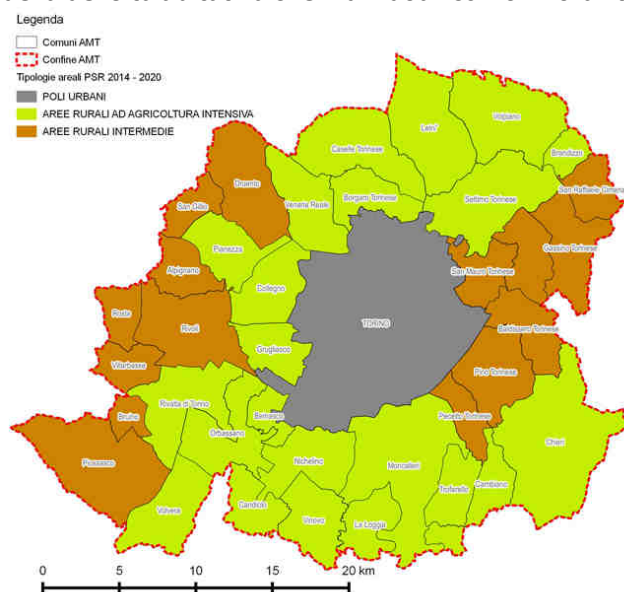 Legenda
Comuni AMT
Confine AMT
Tipologie areali PSR 2014 - 2020
POLI URBANI
AREE RURALI AD AGRICOLTURA INTENSIVA
AREE RURALI INTERMEDIE
Leinì
Volpiano
Caselle Torinese
Brandizzo
Druento
San Raffaele Cimena
San Gillio
Venaria Reale
Borgaro Torinese
Settimo Torinese
Pianezza
Gassino Torinese
Alpignano
San Mauro Torinese
Collegno
Rosta
Rivoli
TORINO
Baldissero Torinese
Grugliasco
Villarbasse
Pino Torinese
Rivalta di Torino
Beinasco
Bruino
Pecetto Torinese
Orbassano
Chieri
Piossasco
Nichelino
Moncalieri
Trofarello
Cambiano
Volvera
Candiolo
Vinovo
La Loggia
0 5 10 15 20 km